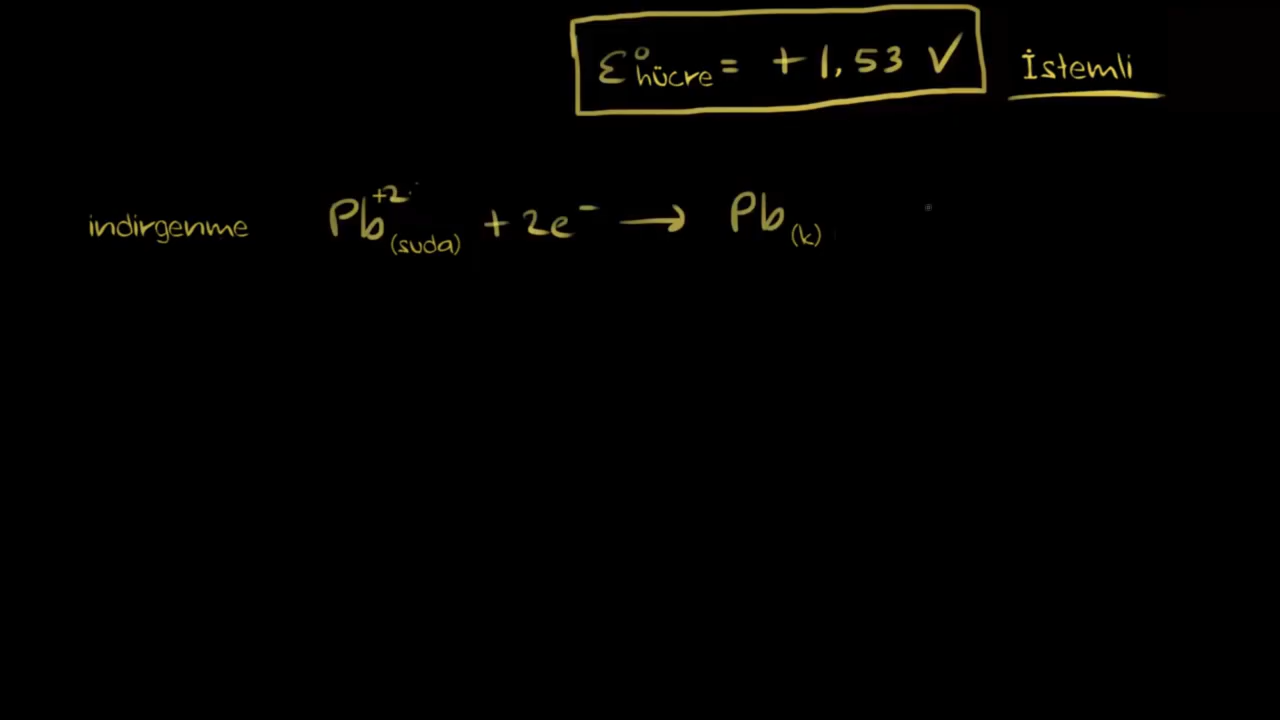 ε°hücre = +1,53 V İstemli
indirgenme Pb+2(suda) + 2e⁻ → Pb(k)